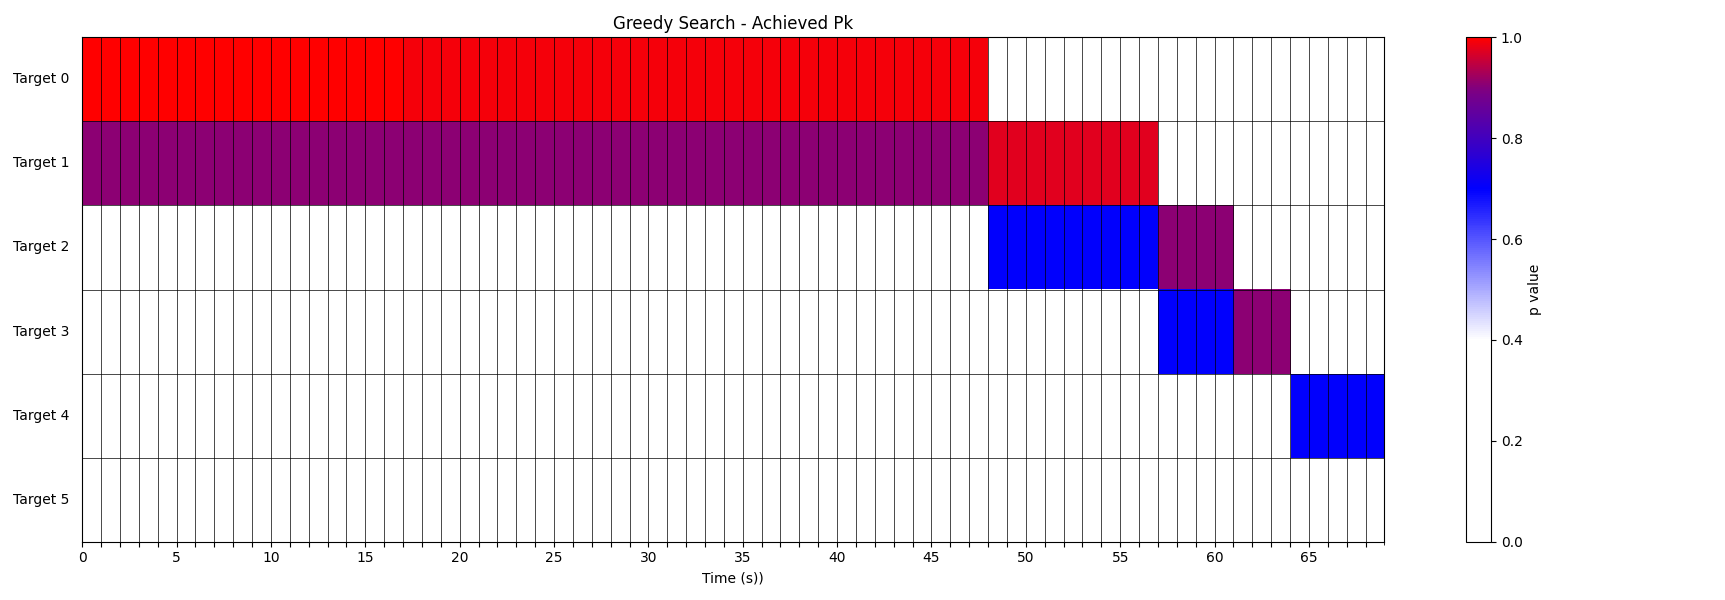 Greedy Search - Achieved Pk
Target 0
Target 1
Target 2
Target 3
Target 4
Target 5
0 5 10 15 20 25 30 35 40 45 50 55 60 65
Time (s))
1.0
0.8
0.6
0.4
0.2
0.0
p value